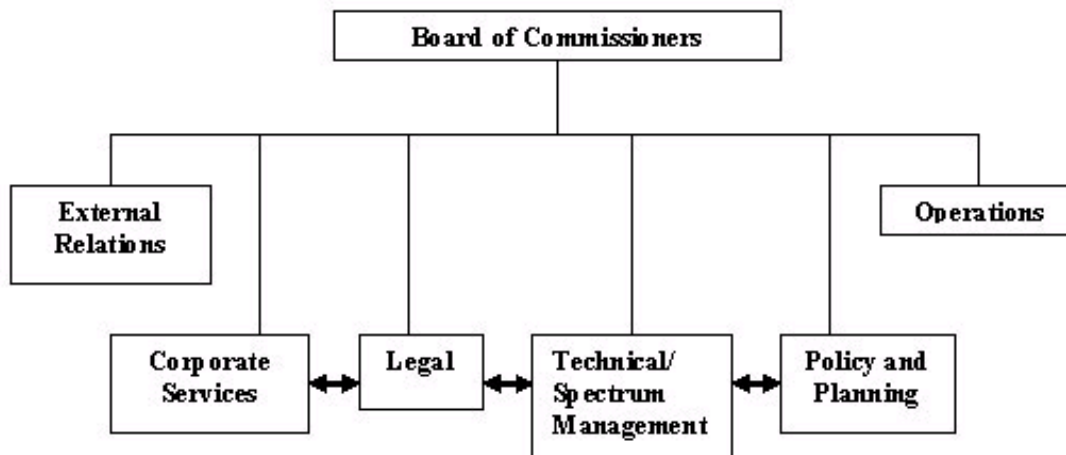 Board of Commissioners
External
Relations
Operations
Corporate
Services
Legal
Technical/
Spectrum
Management
Policy and
Planning